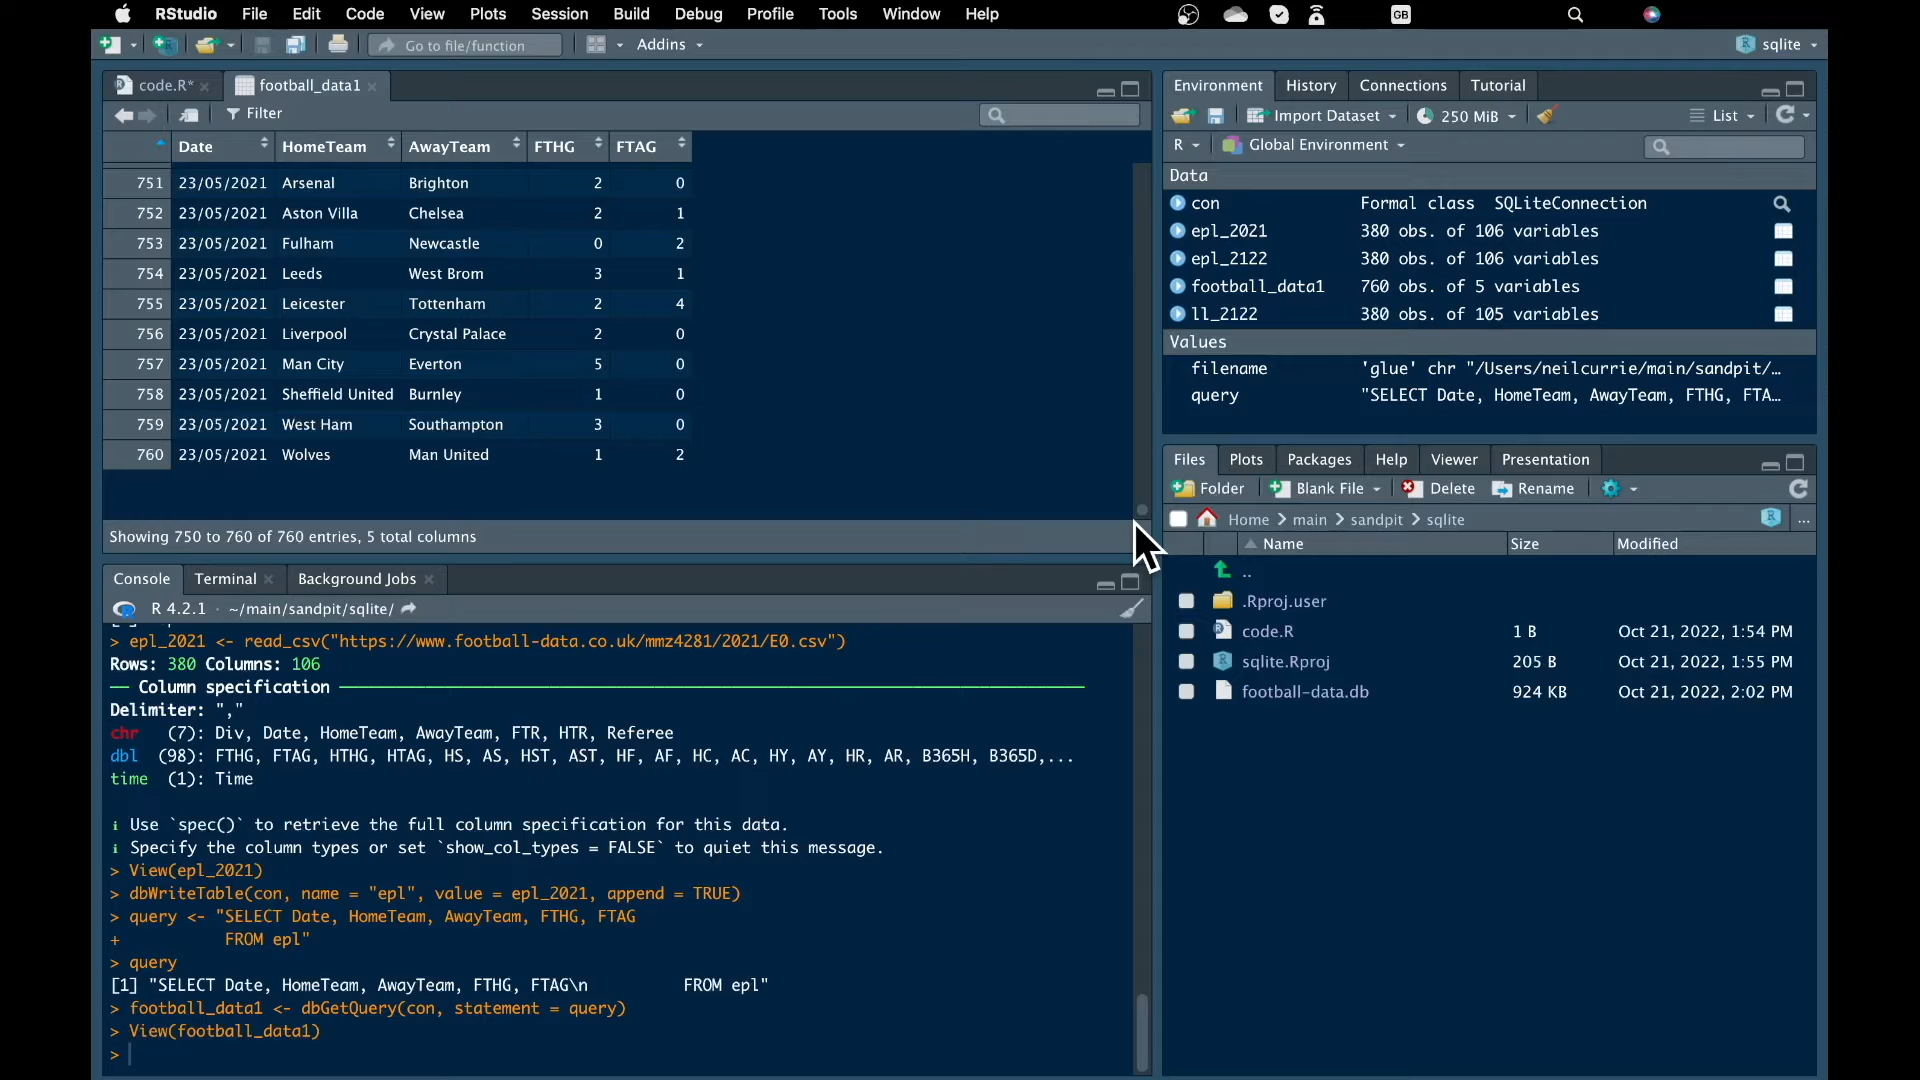 RStudio File Edit Code View Plots Session Build Debug Profile Tools Window Help GB
Go to file/function Addins sqlite
code.R* football_data1
Filter
Date HomeTeam AwayTeam FTHG FTAG
751 23/05/2021 Arsenal Brighton 2 0
752 23/05/2021 Aston Villa Chelsea 2 1
753 23/05/2021 Fulham Newcastle 0 2
754 23/05/2021 Leeds West Brom 3 1
755 23/05/2021 Leicester Tottenham 2 4
756 23/05/2021 Liverpool Crystal Palace 2 0
757 23/05/2021 Man City Everton 5 0
758 23/05/2021 Sheffield United Burnley 1 0
759 23/05/2021 West Ham Southampton 3 0
760 23/05/2021 Wolves Man United 1 2
Showing 750 to 760 of 760 entries, 5 total columns
Console Terminal Background Jobs
R 4.2.1 · ~/main/sandpit/sqlite/
> epl_2021 <- read_csv("https://www.football-data.co.uk/mmz4281/2021/E0.csv")
Rows: 380 Columns: 106
── Column specification ──
Delimiter: ","
chr (7): Div, Date, HomeTeam, AwayTeam, FTR, HTR, Referee
dbl (98): FTHG, FTAG, HTHG, HTAG, HS, AS, HST, AST, HF, AF, HC, AC, HY, AY, HR, AR, B365H, B365D,...
time (1): Time
ℹ Use `spec()` to retrieve the full column specification for this data.
ℹ Specify the column types or set `show_col_types = FALSE` to quiet this message.
> View(epl_2021)
> dbWriteTable(con, name = "epl", value = epl_2021, append = TRUE)
> query <- "SELECT Date, HomeTeam, AwayTeam, FTHG, FTAG
+ FROM epl"
> query
[1] "SELECT Date, HomeTeam, AwayTeam, FTHG, FTAG\n FROM epl"
> football_data1 <- dbGetQuery(con, statement = query)
> View(football_data1)
>
Environment History Connections Tutorial
Import Dataset 250 MiB List
R Global Environment
Data
con Formal class SQLiteConnection
epl_2021 380 obs. of 106 variables
epl_2122 380 obs. of 106 variables
football_data1 760 obs. of 5 variables
ll_2122 380 obs. of 105 variables
Values
filename 'glue' chr "/Users/neilcurrie/main/sandpit/…
query "SELECT Date, HomeTeam, AwayTeam, FTHG, FTA…
Files Plots Packages Help Viewer Presentation
Folder Blank File Delete Rename
Home main sandpit sqlite ...
Name Size Modified
..
.Rproj.user
code.R 1 B Oct 21, 2022, 1:54 PM
sqlite.Rproj 205 B Oct 21, 2022, 1:55 PM
football-data.db 924 KB Oct 21, 2022, 2:02 PM